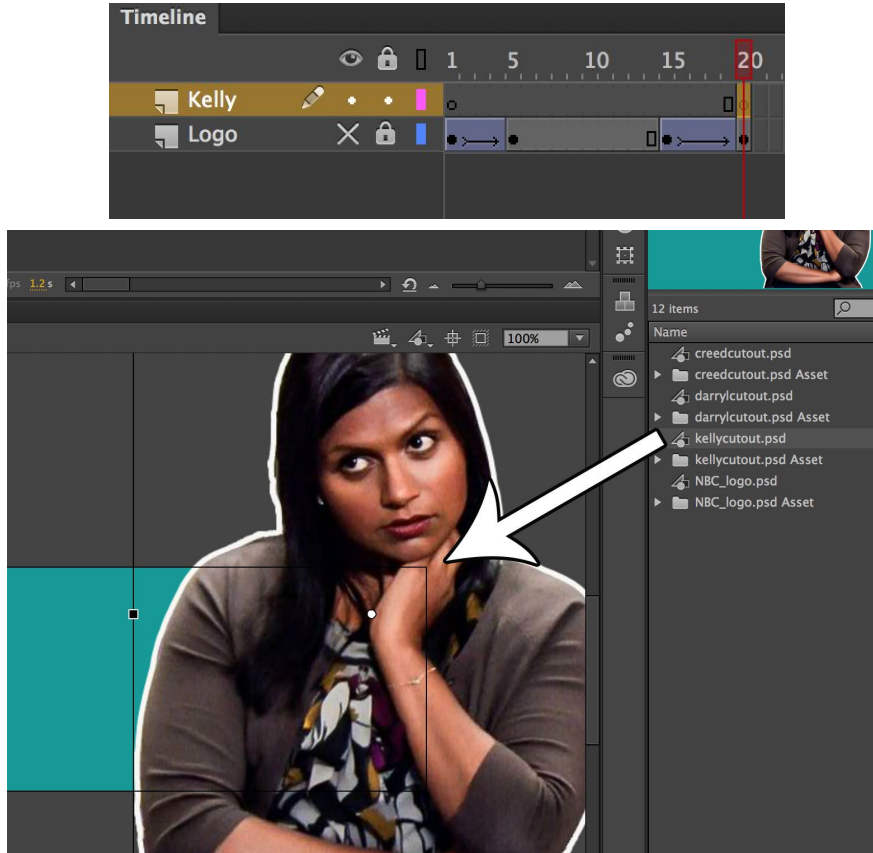 Timeline
1 5 10 15 20
Kelly
Logo
fps 1.2 s
12 items
100%
Name
creedcutout.psd
creedcutout.psd Asset
darrylcutout.psd
darrylcutout.psd Asset
kellycutout.psd
kellycutout.psd Asset
NBC_logo.psd
NBC_logo.psd Asset